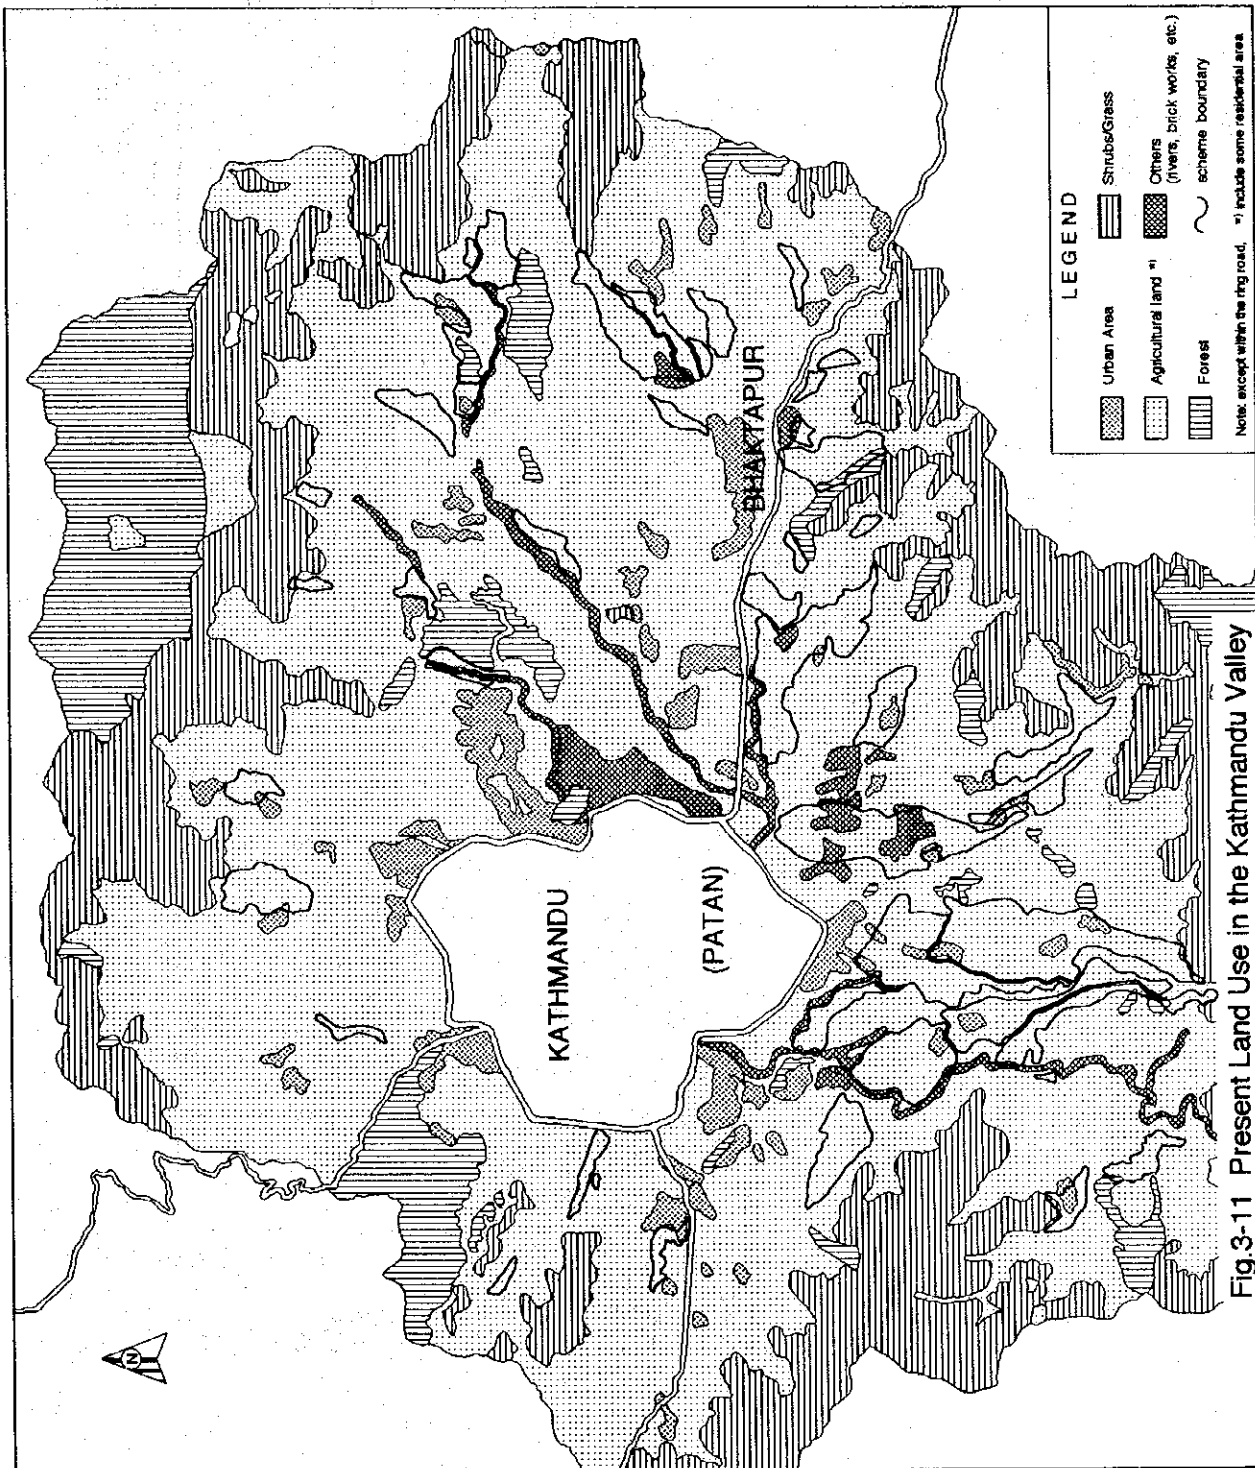 N
KATHMANDU
(PATAN)
BHAKTAPUR
LEGEND
Urban Area
Shrubs/Grass
Agricultural land *)
Others
(rivers, brick works, etc.)
Forest
scheme boundary
Note: except within the ring road, *) include some residential area
Fig.3-11 Present Land Use in the Kathmandu Valley